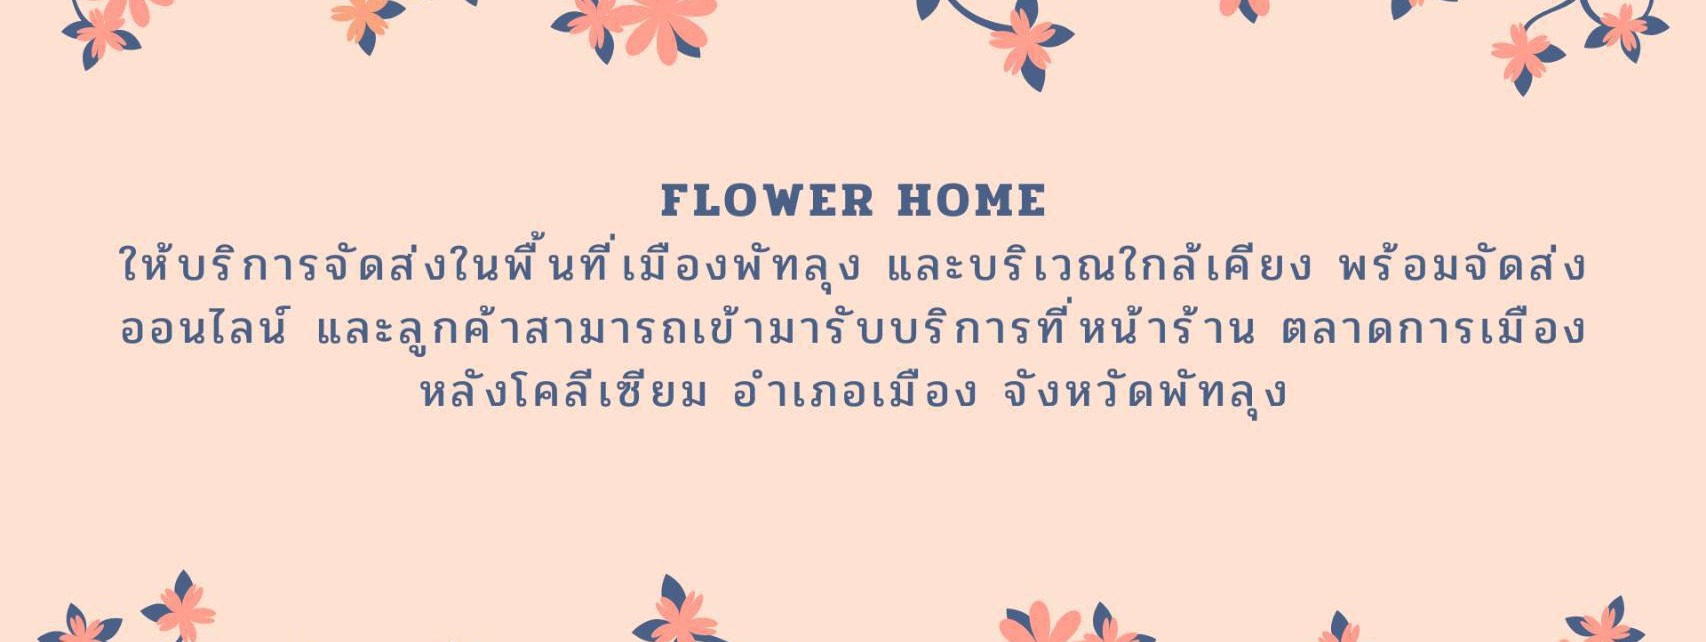 FLOWER HOME
ให้บริการจัดส่งในพื้นที่เมืองพัทลุง และบริเวณใกล้เคียง พร้อมจัดส่ง
ออนไลน์ และลูกค้าสามารถเข้ามารับบริการที่หน้าร้าน ตลาดการเมือง
หลังโคลีเซียม อำเภอเมือง จังหวัดพัทลุง